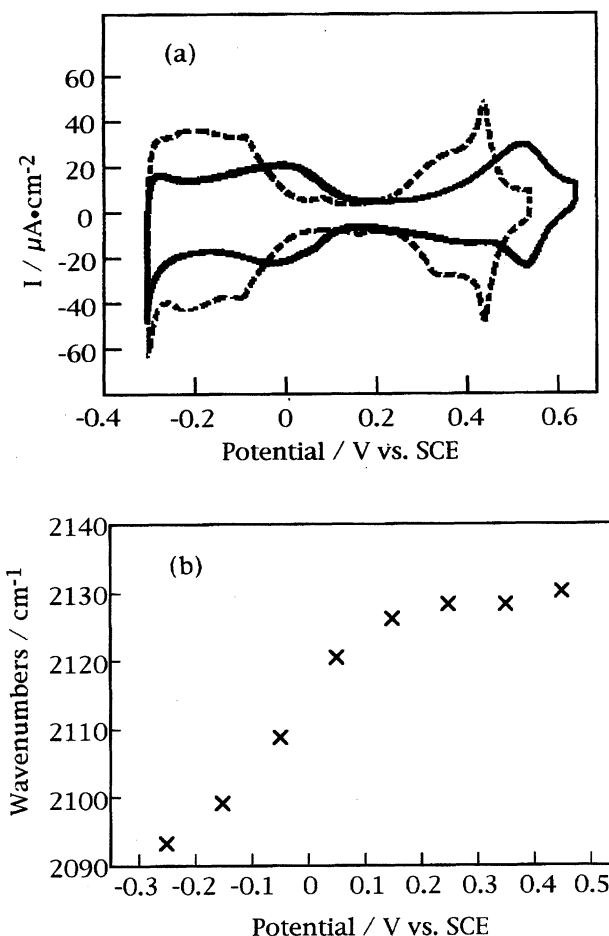 (a)
60
40
20
0
-20
-40
-60
I / µA•cm-2
-0.4 -0.2 0 0.2 0.4 0.6
Potential / V vs. SCE
2140
(b)
2130
2120
2110
2100
2090
Wavenumbers / cm-1
-0.3 -0.2 -0.1 0 0.1 0.2 0.3 0.4 0.5
Potential / V vs. SCE